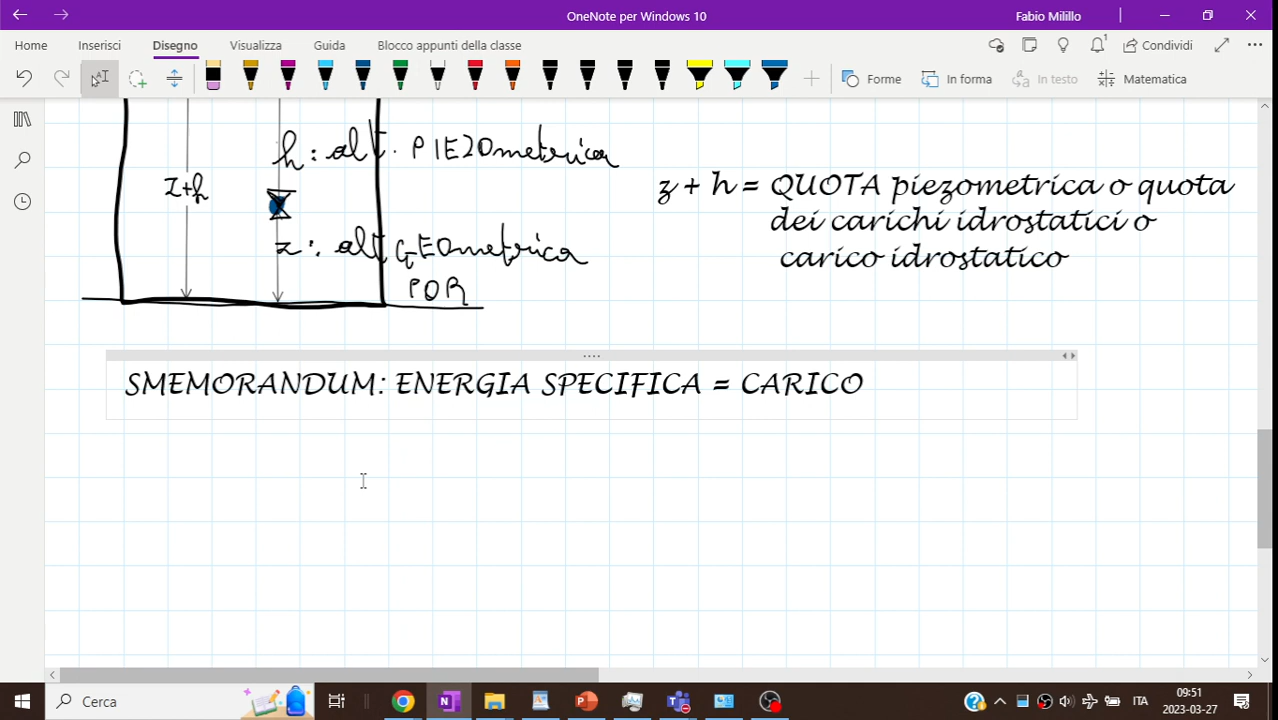 OneNote per Windows 10
Fabio Milillo
Home Inserisci Disegno Visualizza Guida Blocco appunti della classe
Condividi
Forme In forma In testo Matematica
h: alt. PIEZOmetrica
z+h
z: alt GEOmetrica
POR
z + h = QUOTA piezometrica o quota
dei carichi idrostatici o
carico idrostatico
SMEMORANDUM: ENERGIA SPECIFICA = CARICO
Cerca
ITA
09:51
2023-03-27